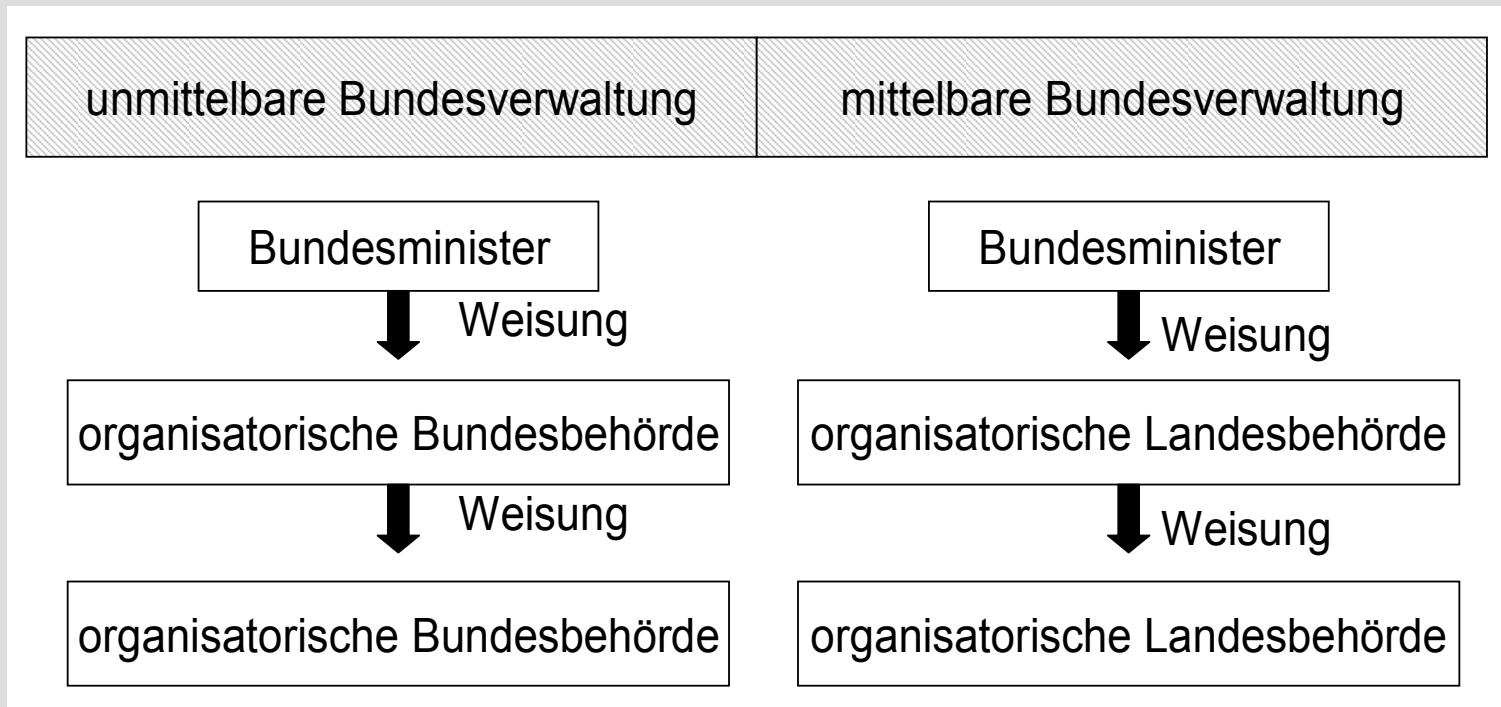 unmittelbare Bundesverwaltung
mittelbare Bundesverwaltung
Bundesminister
Weisung
organisatorische Bundesbehörde
Weisung
organisatorische Bundesbehörde
Bundesminister
Weisung
organisatorische Landesbehörde
Weisung
organisatorische Landesbehörde